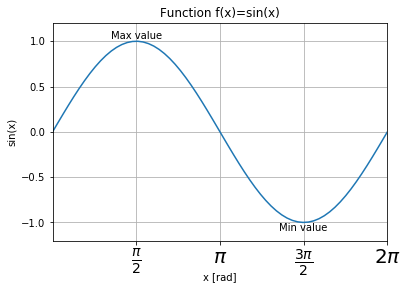 Function f(x)=sin(x)
Max value
1.0
0.5
0.0
−0.5
−1.0
sin(x)
Min value
π/2 π 3π/2 2π
x [rad]